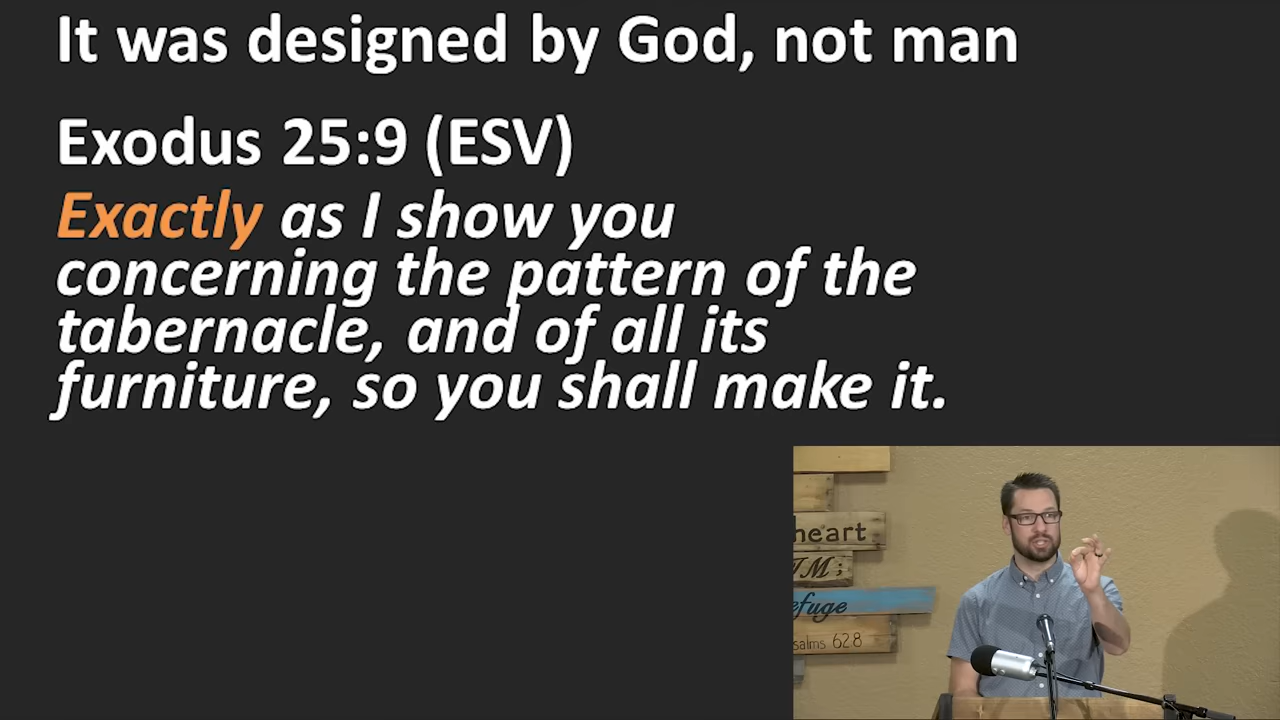 It was designed by God, not man
Exodus 25:9 (ESV)
Exactly as I show you
concerning the pattern of the
tabernacle, and of all its
furniture, so you shall make it.
heart
IM ;
efuge
salms 62:8